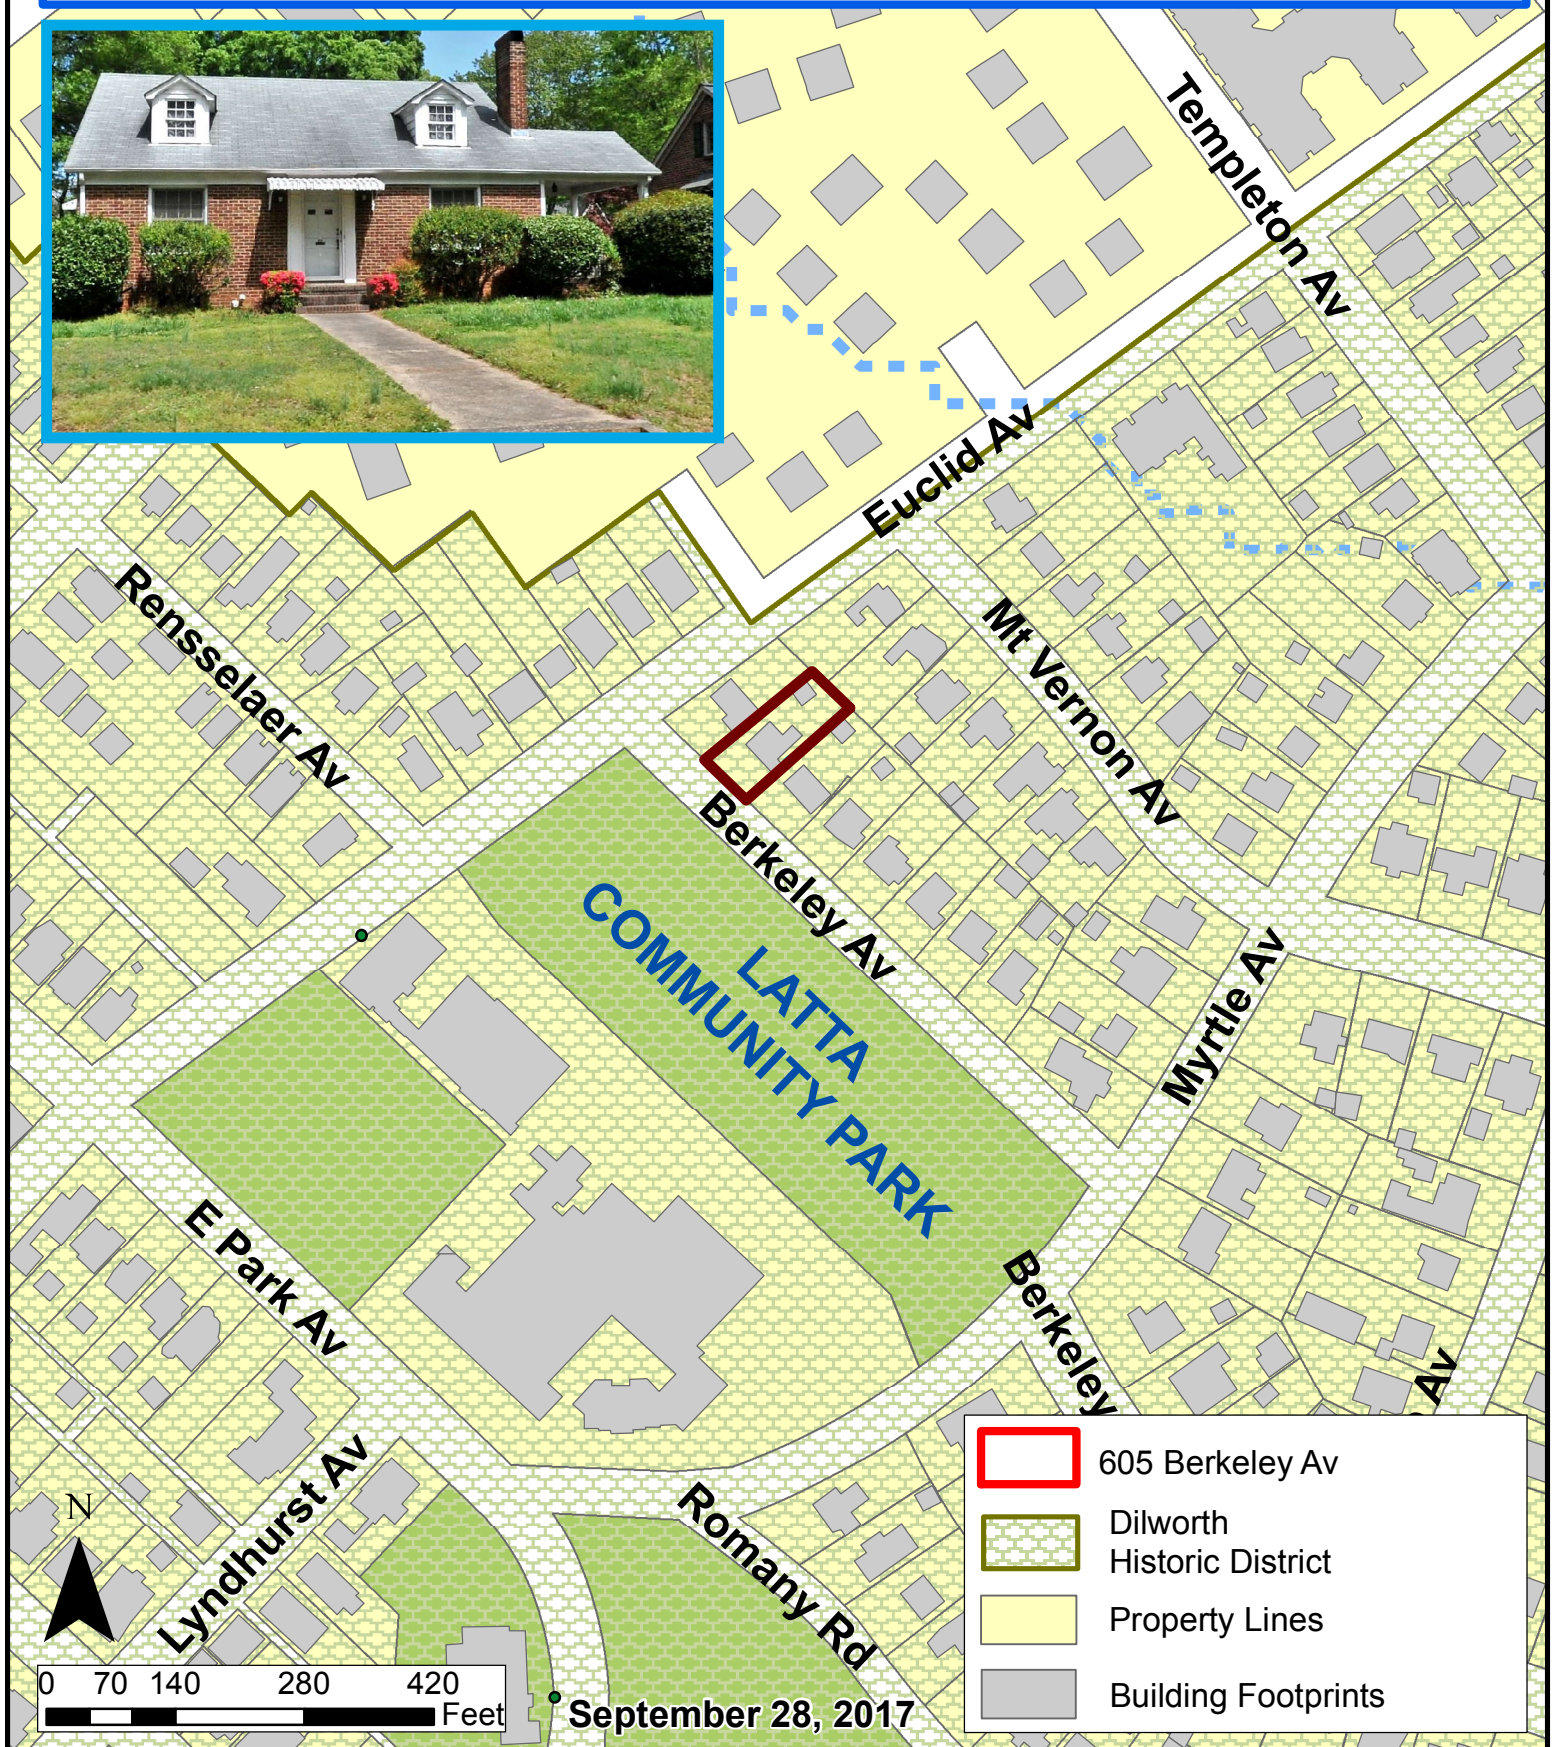 Templeton Av
Euclid Av
Rensselaer Av
Mt Vernon Av
Berkeley Av
LATTA
COMMUNITY PARK
Myrtle Av
E Park Av
Berkeley
Av
Lyndhurst Av
Romany Rd
N
0 70 140 280 420
Feet
September 28, 2017
605 Berkeley Av
Dilworth
Historic District
Property Lines
Building Footprints